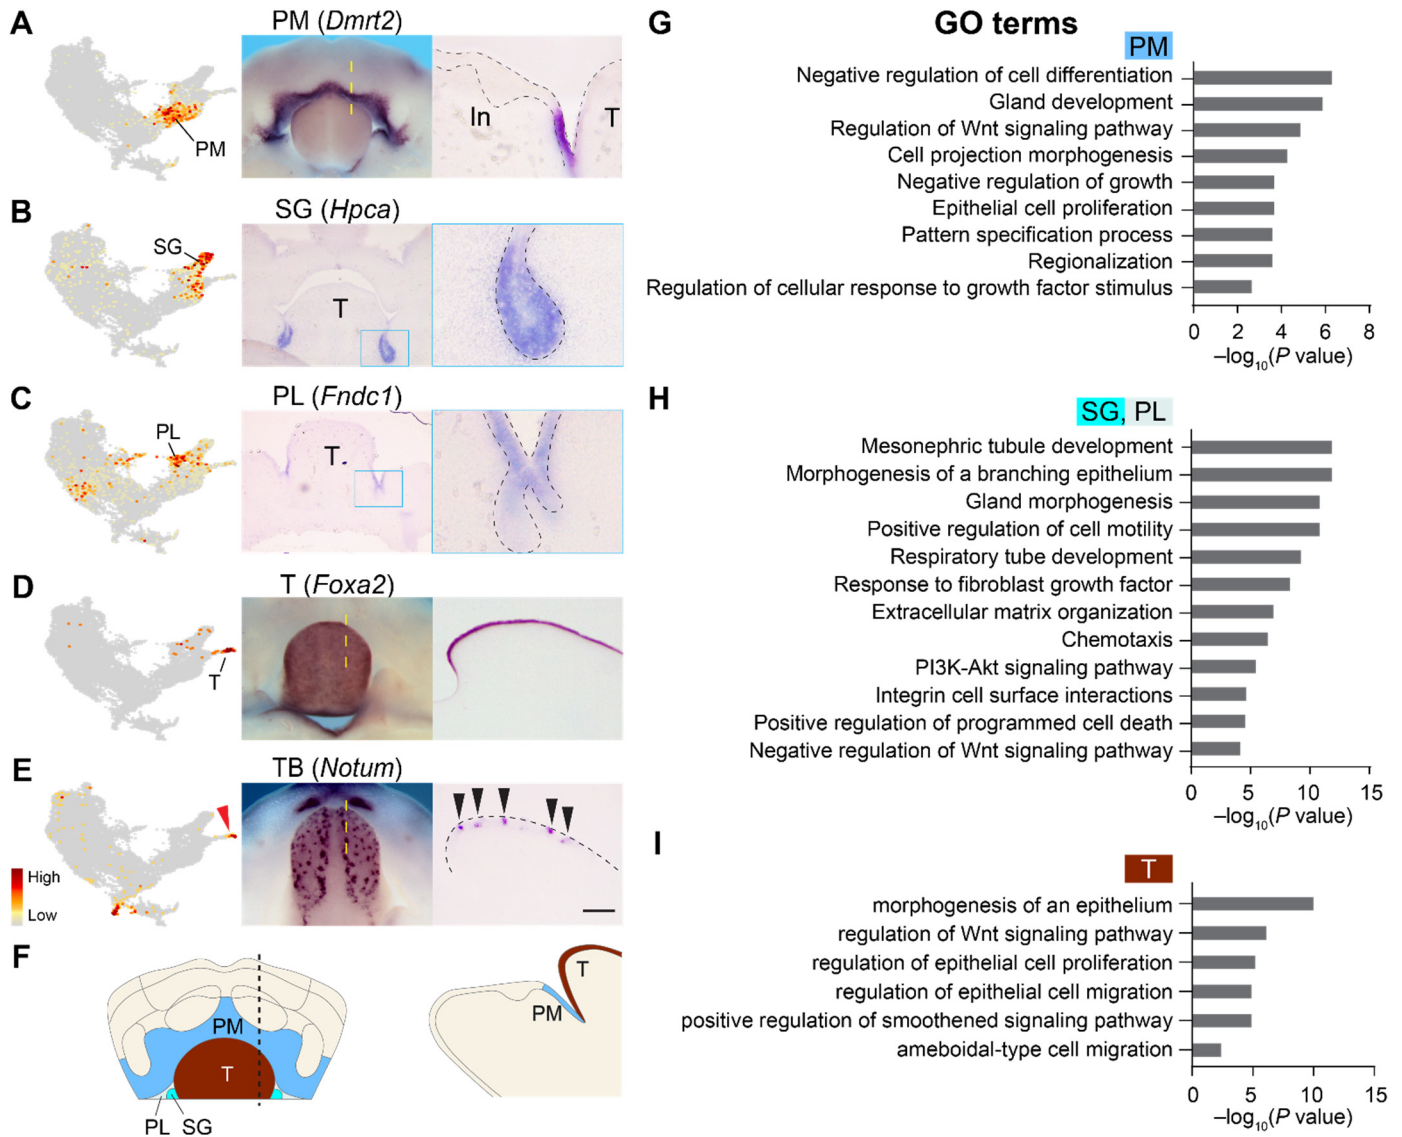 A
PM (Dmrt2)
PM
In
T
B
SG (Hpca)
SG
T
C
PL (Fndc1)
PL
T
D
T (Foxa2)
T
E
TB (Notum)
High
Low
F
PM
T
PL SG
T
PM
G
GO terms
PM
Negative regulation of cell differentiation
Gland development
Regulation of Wnt signaling pathway
Cell projection morphogenesis
Negative regulation of growth
Epithelial cell proliferation
Pattern specification process
Regionalization
Regulation of cellular response to growth factor stimulus
0 2 4 6 8
–log10(P value)
H
SG, PL
Mesonephric tubule development
Morphogenesis of a branching epithelium
Gland morphogenesis
Positive regulation of cell motility
Respiratory tube development
Response to fibroblast growth factor
Extracellular matrix organization
Chemotaxis
PI3K-Akt signaling pathway
Integrin cell surface interactions
Positive regulation of programmed cell death
Negative regulation of Wnt signaling pathway
0 5 10 15
–log10(P value)
I
T
morphogenesis of an epithelium
regulation of Wnt signaling pathway
regulation of epithelial cell proliferation
regulation of epithelial cell migration
positive regulation of smoothened signaling pathway
ameboidal-type cell migration
0 5 10 15
–log10(P value)